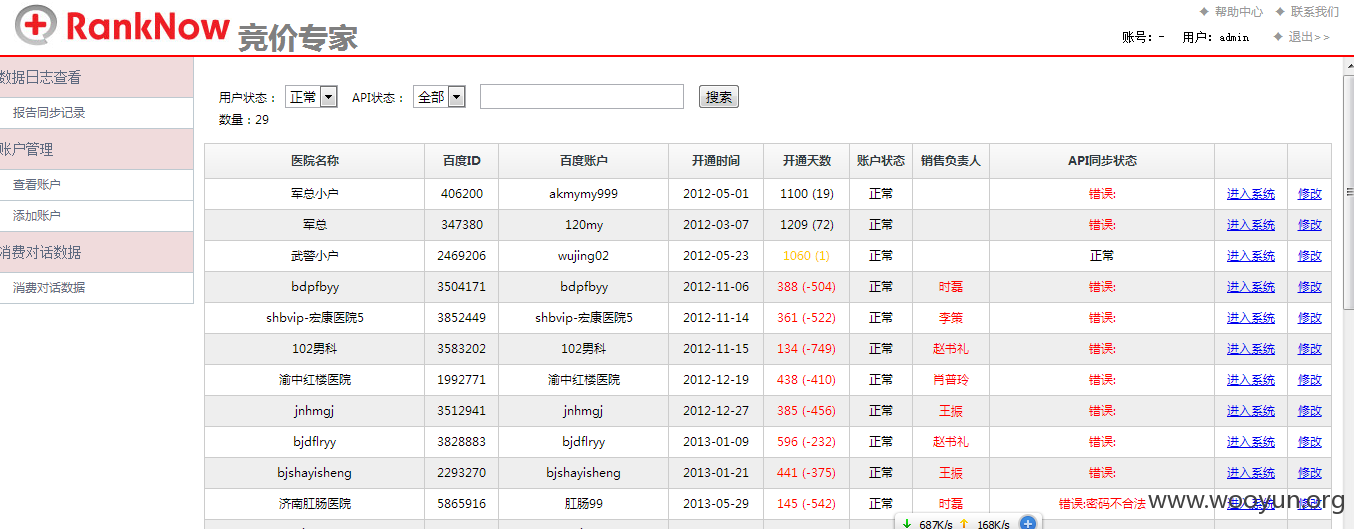 RankNow 竞价专家
帮助中心 联系我们
账号：- 用户：admin 退出>>
数据日志查看
报告同步记录
账户管理
查看账户
添加账户
消费对话数据
消费对话数据
用户状态： 正常 API状态： 全部 搜索
数量：29
医院名称 百度ID 百度账户 开通时间 开通天数 账户状态 销售负责人 API同步状态
军总小户 406200 akmymy999 2012-05-01 1100 (19) 正常 错误: 进入系统 修改
军总 347380 120my 2012-03-07 1209 (72) 正常 错误: 进入系统 修改
武警小户 2469206 wujing02 2012-05-23 1060 (1) 正常 正常 进入系统 修改
bdpfbyy 3504171 bdpfbyy 2012-11-06 388 (-504) 正常 时磊 错误: 进入系统 修改
shbvip-宏康医院5 3852449 shbvip-宏康医院5 2012-11-14 361 (-522) 正常 李策 错误: 进入系统 修改
102男科 3583202 102男科 2012-11-15 134 (-749) 正常 赵书礼 错误: 进入系统 修改
渝中红楼医院 1992771 渝中红楼医院 2012-12-19 438 (-410) 正常 肖普玲 错误: 进入系统 修改
jnhmgj 3512941 jnhmgj 2012-12-27 385 (-456) 正常 王振 错误: 进入系统 修改
bjdflryy 3828883 bjdflryy 2013-01-09 596 (-232) 正常 赵书礼 错误: 进入系统 修改
bjshayisheng 2293270 bjshayisheng 2013-01-21 441 (-375) 正常 王振 错误: 进入系统 修改
济南肛肠医院 5865916 肛肠99 2013-05-29 145 (-542) 正常 时磊 错误:密码不合法 进入系统 修改
www.wooyun.org
687K/s 168K/s